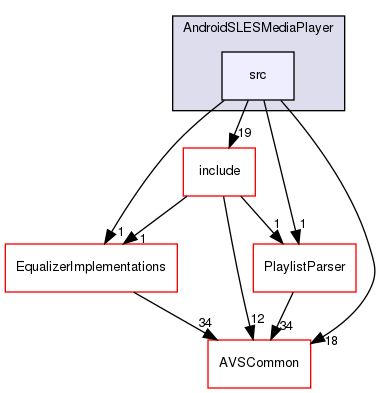 AndroidSLESMediaPlayer
src
19
include
1
1
1
1
EqualizerImplementations
PlaylistParser
34
12
34
18
AVSCommon